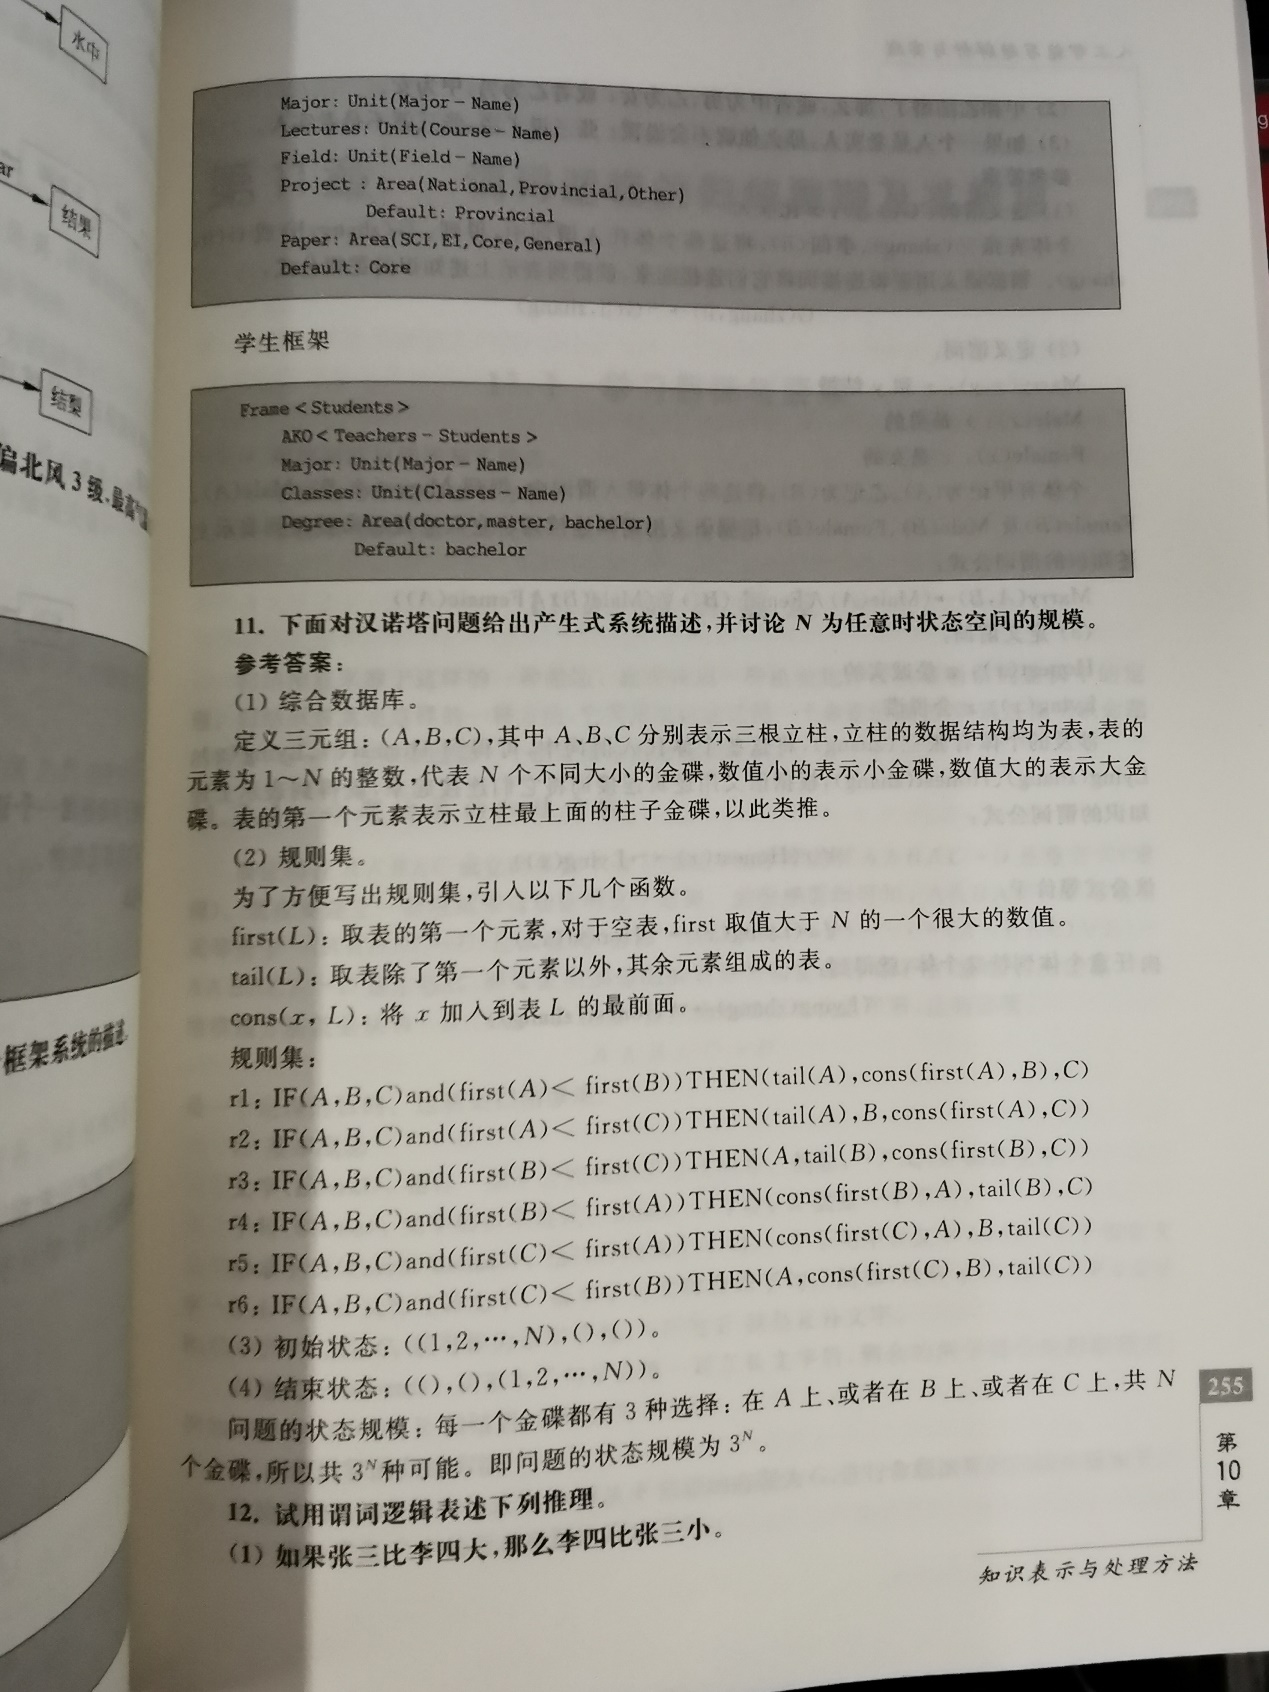 水中
ar
结果
结型
偏北风3级,最高气
框架系统的描述
Major: Unit(Major-Name)
Lectures: Unit(Course-Name)
Field: Unit(Field-Name)
Project : Area(National,Provincial,Other)
Default: Provincial
Paper: Area(SCI,EI,Core,General)
Default: Core
学生框架
Frame<Students>
AKO<Teachers-Students>
Major: Unit(Major-Name)
Classes: Unit(Classes-Name)
Degree: Area(doctor,master, bachelor)
Default: bachelor
11. 下面对汉诺塔问题给出产生式系统描述,并讨论 N 为任意时状态空间的规模。
参考答案:
(1) 综合数据库。
定义三元组:(A,B,C),其中 A、B、C 分别表示三根立柱,立柱的数据结构均为表,表的
元素为 1~N 的整数,代表 N 个不同大小的金碟,数值小的表示小金碟,数值大的表示大金
碟。表的第一个元素表示立柱最上面的柱子金碟,以此类推。
(2) 规则集。
为了方便写出规则集,引入以下几个函数。
first(L): 取表的第一个元素,对于空表,first 取值大于 N 的一个很大的数值。
tail(L): 取表除了第一个元素以外,其余元素组成的表。
cons(x, L): 将 x 加入到表 L 的最前面。
规则集:
r1: IF(A,B,C)and(first(A)< first(B))THEN(tail(A),cons(first(A),B),C)
r2: IF(A,B,C)and(first(A)< first(C))THEN(tail(A),B,cons(first(A),C))
r3: IF(A,B,C)and(first(B)< first(C))THEN(A,tail(B),cons(first(B),C))
r4: IF(A,B,C)and(first(B)< first(A))THEN(cons(first(B),A),tail(B),C)
r5: IF(A,B,C)and(first(C)< first(A))THEN(cons(first(C),A),B,tail(C))
r6: IF(A,B,C)and(first(C)< first(B))THEN(A,cons(first(C),B),tail(C))
(3) 初始状态: ((1,2,…,N),(),())。
(4) 结束状态: ((),(),(1,2,…,N))。
问题的状态规模: 每一个金碟都有 3 种选择: 在 A 上、或者在 B 上、或者在 C 上,共 N
个金碟,所以共 3^N 种可能。即问题的状态规模为 3^N。
12. 试用谓词逻辑表述下列推理。
(1) 如果张三比李四大,那么李四比张三小。
255
第
10
章
知识表示与处理方法